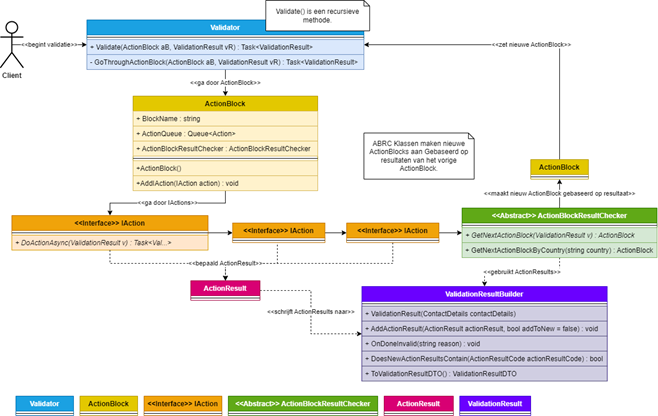 Validate() is een recursieve
methode.
Validator
<<begint validatie>>
+ Validate(ActionBlock aB, ValidationResult vR) : Task<ValidationResult>
- GoThroughActionBlock(ActionBlock aB, ValidationResult vR) : Task<ValidationResult>
<<zet nieuwe ActionBlock>>
Client
<<ga door ActionBlock>>
ActionBlock
+ BlockName : string
+ ActionQueue : Queue<Action>
+ ActionBlockResultChecker : ActionBlockResultChecker
+ActionBlock()
+AddIAction(IAction action) : void
ABRC Klassen maken nieuwe
ActionBlocks aan Gebaseerd op
resultaten van het vorige
ActionBlock.
ActionBlock
<<maakt nieuw ActionBlock gebaseerd op resultaat>>
<<ga door IActions>>
<<Interface>> IAction
+ DoActionAsync(ValidationResult v) : Task<Val...>
<<Interface>> IAction
<<Interface>> IAction
<<Abstract>> ActionBlockResultChecker
+ GetNextActionBlock(ValidationResult v) : ActionBlock
+ GetNextActionBlockByCountry(string country) : ActionBlock
<<bepaald ActionResult>>
<<gebruikt ActionResults>>
ActionResult
<<schrijft ActionResults naar>>
ValidationResultBuilder
+ ValidationResult(ContactDetails contactDetails)
+ AddActionResult(ActionResult actionResult, bool addToNew = false) : void
+ OnDoneInvalid(string reason) : void
+ DoesNewActionResultsContain(ActionResultCode actionResultCode) : bool
+ ToValidationResultDTO() : ValidationResultDTO
Validator
ActionBlock
<<Interface>> IAction
<<Abstract>> ActionBlockResultChecker
ActionResult
ValidationResult